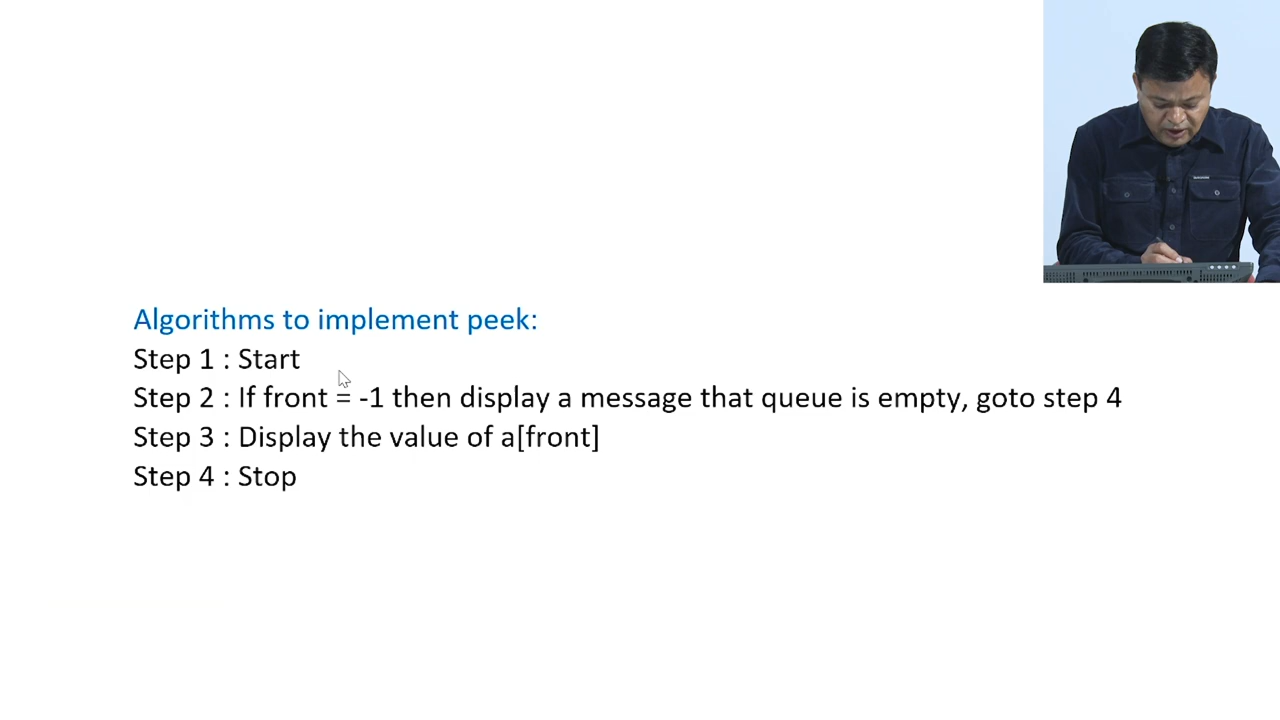 Algorithms to implement peek:
Step 1 : Start
Step 2 : If front = -1 then display a message that queue is empty, goto step 4
Step 3 : Display the value of a[front]
Step 4 : Stop